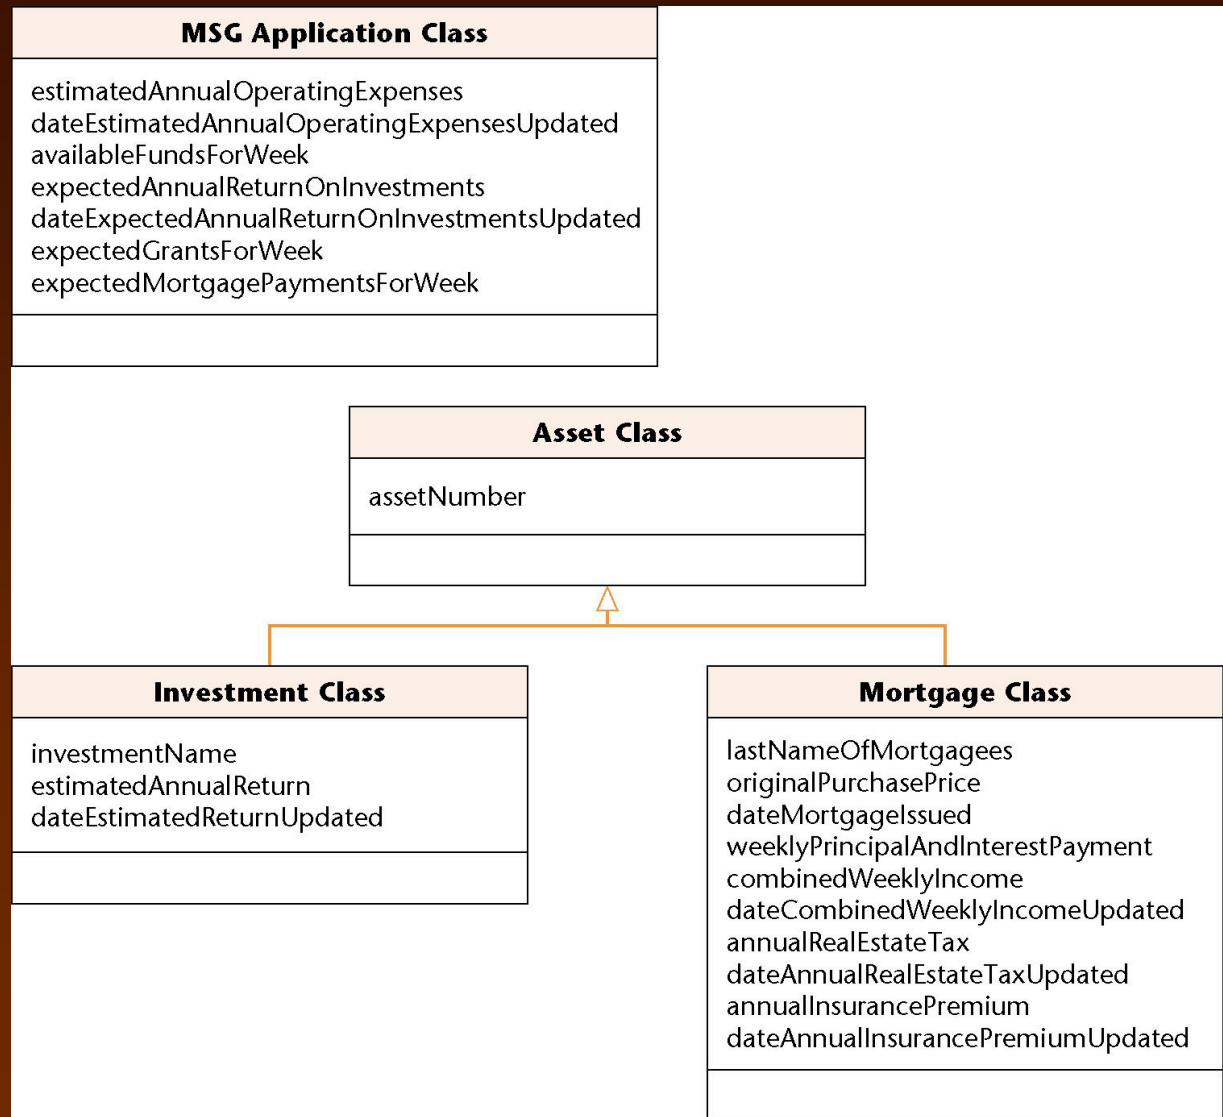 MSG Application Class
estimatedAnnualOperatingExpenses
dateEstimatedAnnualOperatingExpensesUpdated
availableFundsForWeek
expectedAnnualReturnOnInvestments
dateExpectedAnnualReturnOnInvestmentsUpdated
expectedGrantsForWeek
expectedMortgagePaymentsForWeek
Asset Class
assetNumber
Investment Class
investmentName
estimatedAnnualReturn
dateEstimatedReturnUpdated
Mortgage Class
lastNameOfMortgagees
originalPurchasePrice
dateMortgageIssued
weeklyPrincipalAndInterestPayment
combinedWeeklyIncome
dateCombinedWeeklyIncomeUpdated
annualRealEstateTax
dateAnnualRealEstateTaxUpdated
annualInsurancePremium
dateAnnualInsurancePremiumUpdated